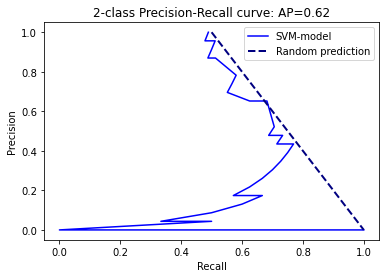 2-class Precision-Recall curve: AP=0.62
SVM-model
Random prediction
Precision
1.0
0.8
0.6
0.4
0.2
0.0
0.0 0.2 0.4 0.6 0.8 1.0
Recall